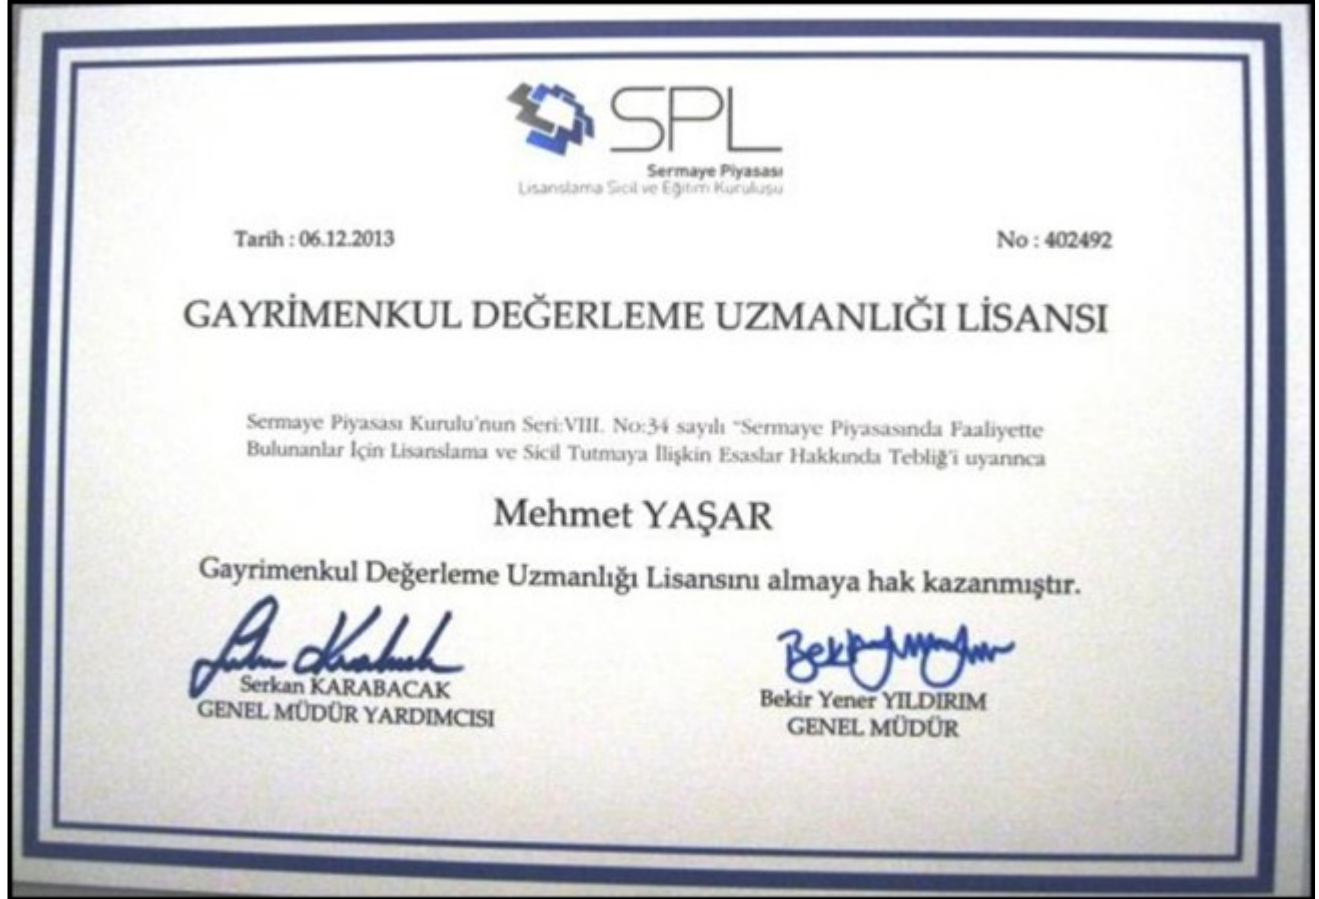 SPL
Sermaye Piyasası
Lisanslama Sicil ve Eğitim Kuruluşu
Tarih : 06.12.2013
No : 402492
GAYRİMENKUL DEĞERLEME UZMANLIĞI LİSANSI
Sermaye Piyasası Kurulu'nun Seri:VIII. No:34 sayılı "Sermaye Piyasasında Faaliyette
Bulunanlar İçin Lisanslama ve Sicil Tutmaya İlişkin Esaslar Hakkında Tebliğ'i uyarınca
Mehmet YAŞAR
Gayrimenkul Değerleme Uzmanlığı Lisansını almaya hak kazanmıştır.
Serkan KARABACAK
GENEL MÜDÜR YARDIMCISI
Bekir Yener YILDIRIM
GENEL MÜDÜR